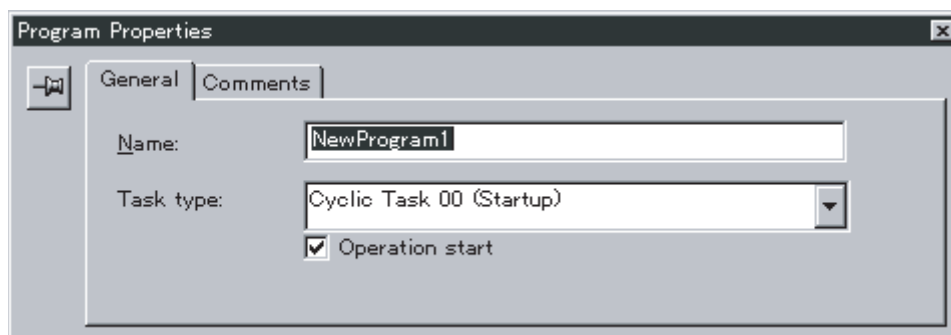 Program Properties
General Comments
Name: NewProgram1
Task type: Cyclic Task 00 (Startup)
Operation start